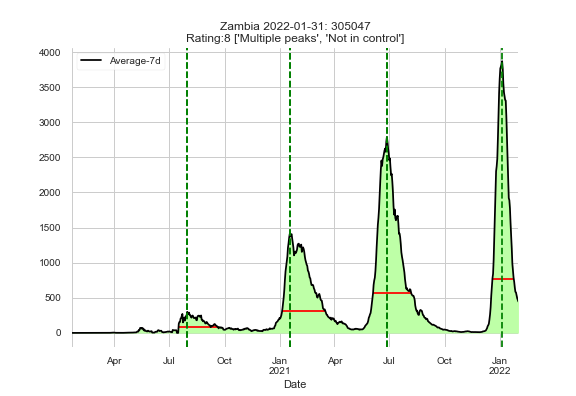 Zambia 2022-01-31: 305047
Rating:8 ['Multiple peaks', 'Not in control']
Average-7d
4000
3500
3000
2500
2000
1500
1000
500
0
Apr Jul Oct Jan Apr Jul Oct Jan
2021 2022
Date